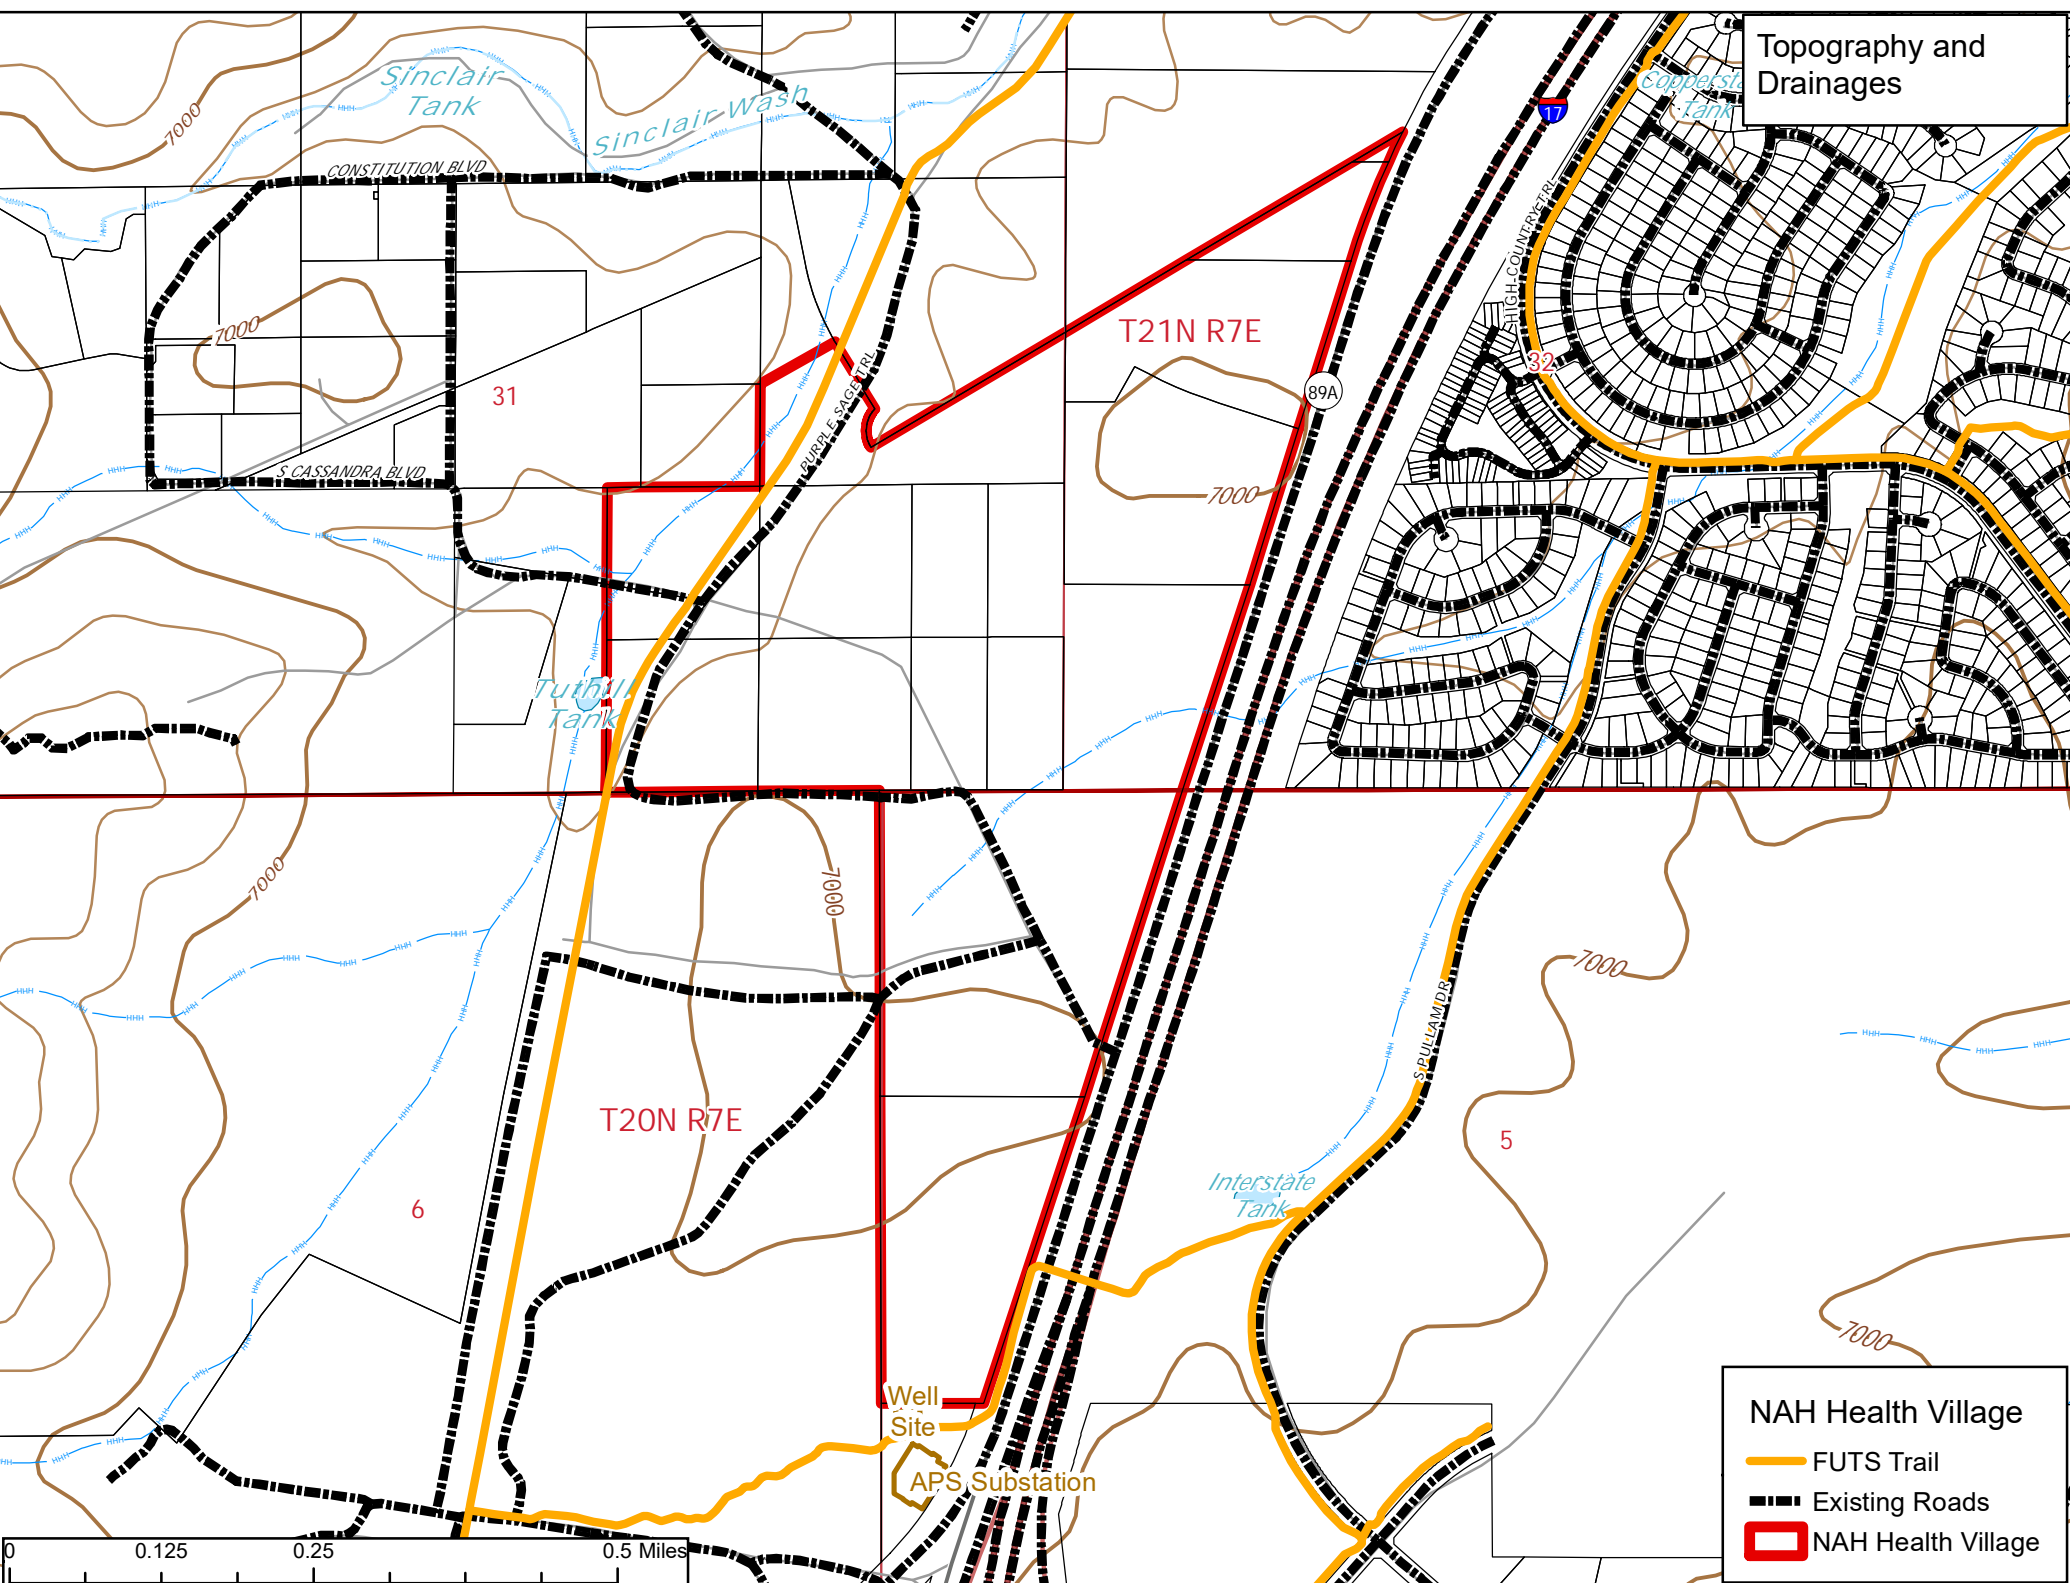 Topography and
Drainages
Sinclair
Tank
Sinclair Wash
7000
CONSTITUTION BLVD
17
Tank
S HIGH COUNTRY TRL
7000
T21N R7E
31
32
89A
PURPLE SAGE TRL
S CASSANDRA BLVD
7000
Tuthill
Tank
7000
7000
7000
S PULLIAM DR
T20N R7E
5
6
Interstate
Tank
7000
Well
Site
APS Substation
NAH Health Village
FUTS Trail
Existing Roads
NAH Health Village
0 0.125 0.25 0.5 Miles